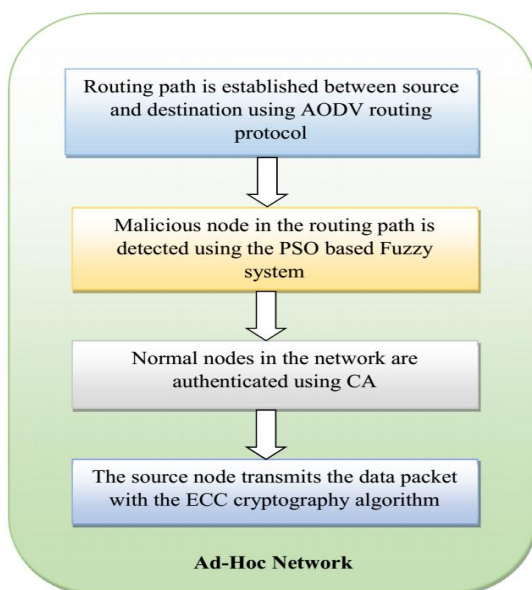 Routing path is established between source
and destination using AODV routing
protocol
Malicious node in the routing path is
detected using the PSO based Fuzzy
system
Normal nodes in the network are
authenticated using CA
The source node transmits the data packet
with the ECC cryptography algorithm
Ad-Hoc Network